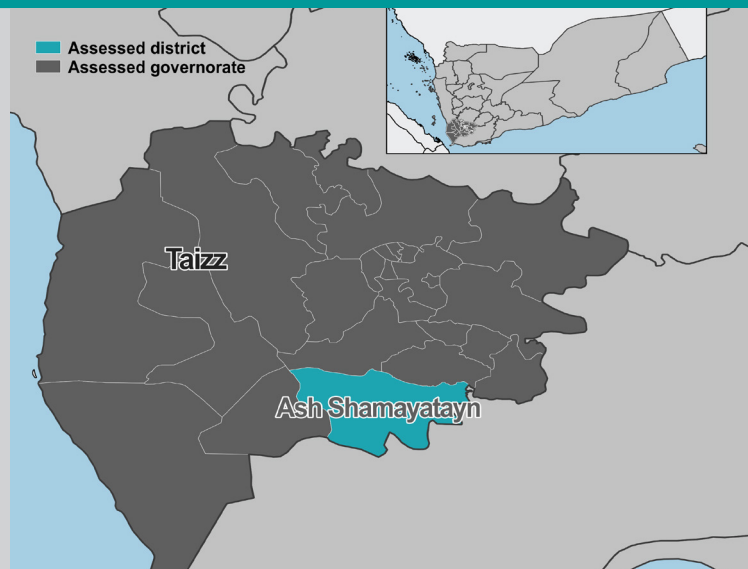 Assessed district
Assessed governorate
Taizz
Ash Shamayatayn